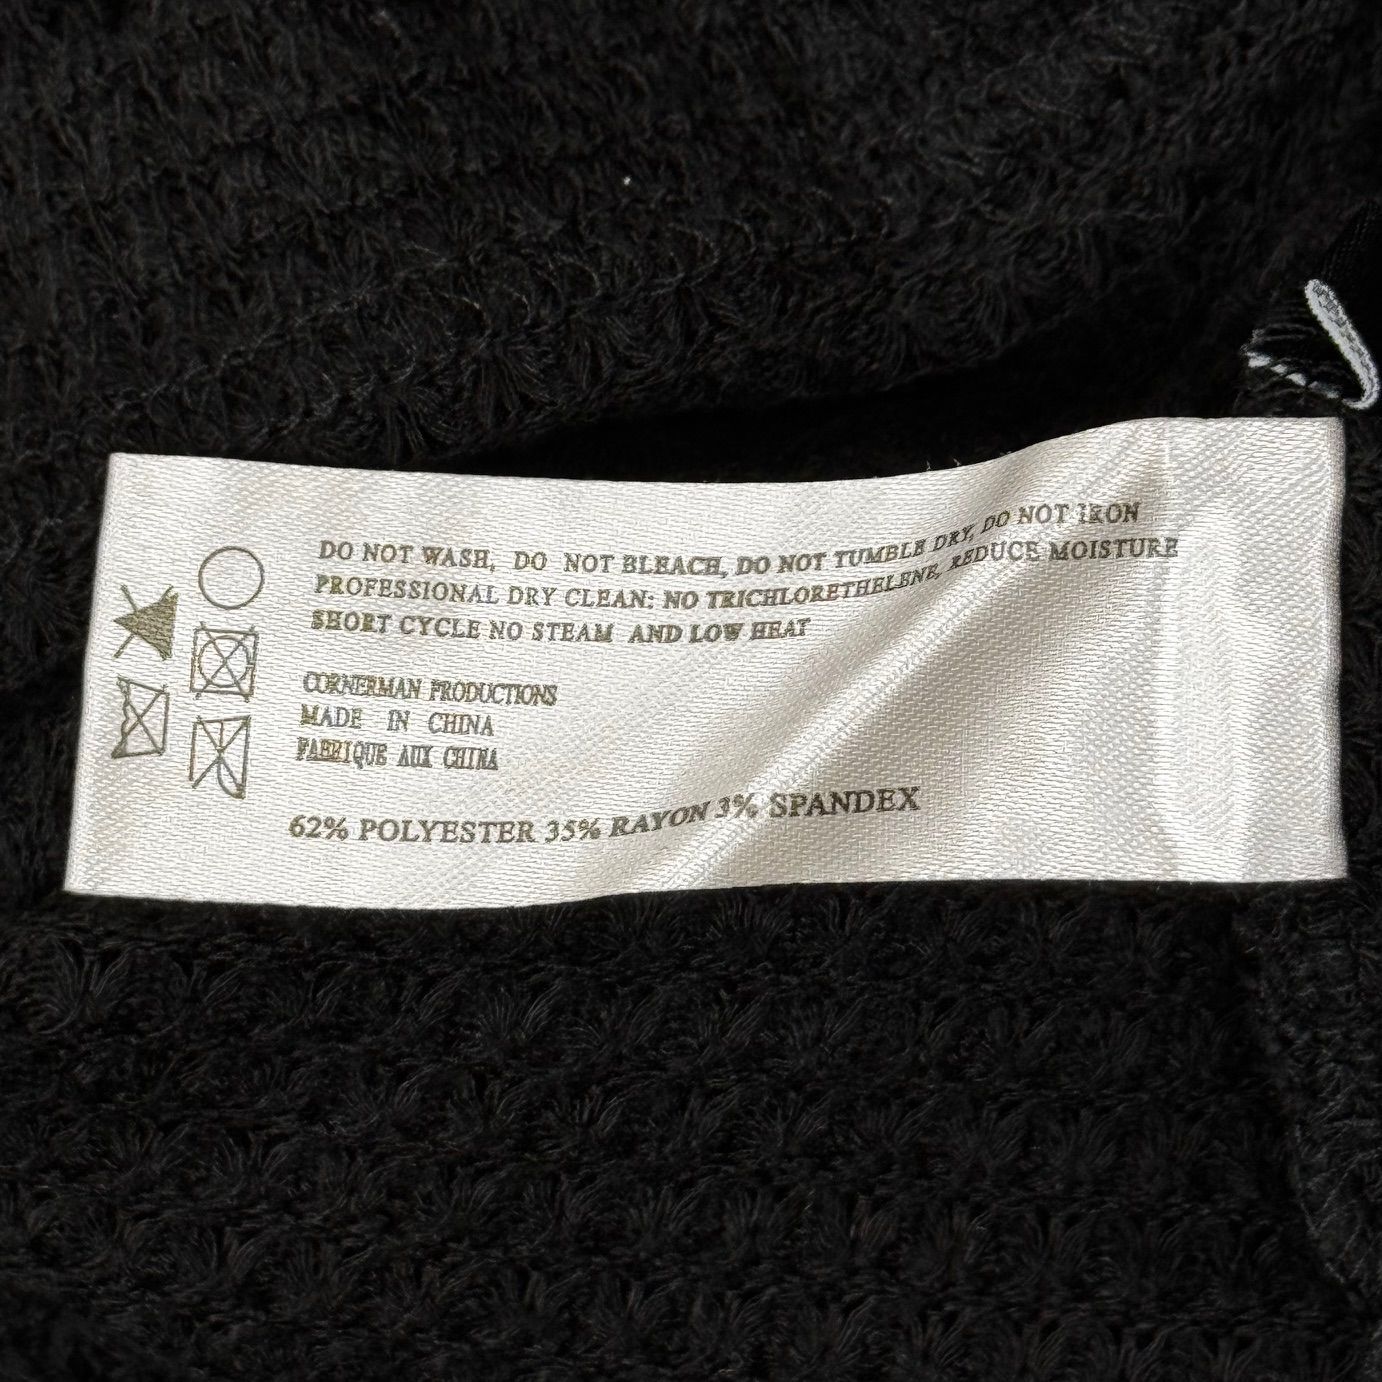 DO NOT WASH, DO NOT BLEACH, DO NOT TUMBLE DRY, DO NOT IRON
PROFESSIONAL DRY CLEAN: NO TRICHLORETHELENE, REDUCE MOISTURE
SHORT CYCLE NO STEAM AND LOW HEAT
CORNERMAN PRODUCTIONS
MADE IN CHINA
FABRIQUE AUX CHINA
62% POLYESTER 35% RAYON 3% SPANDEX